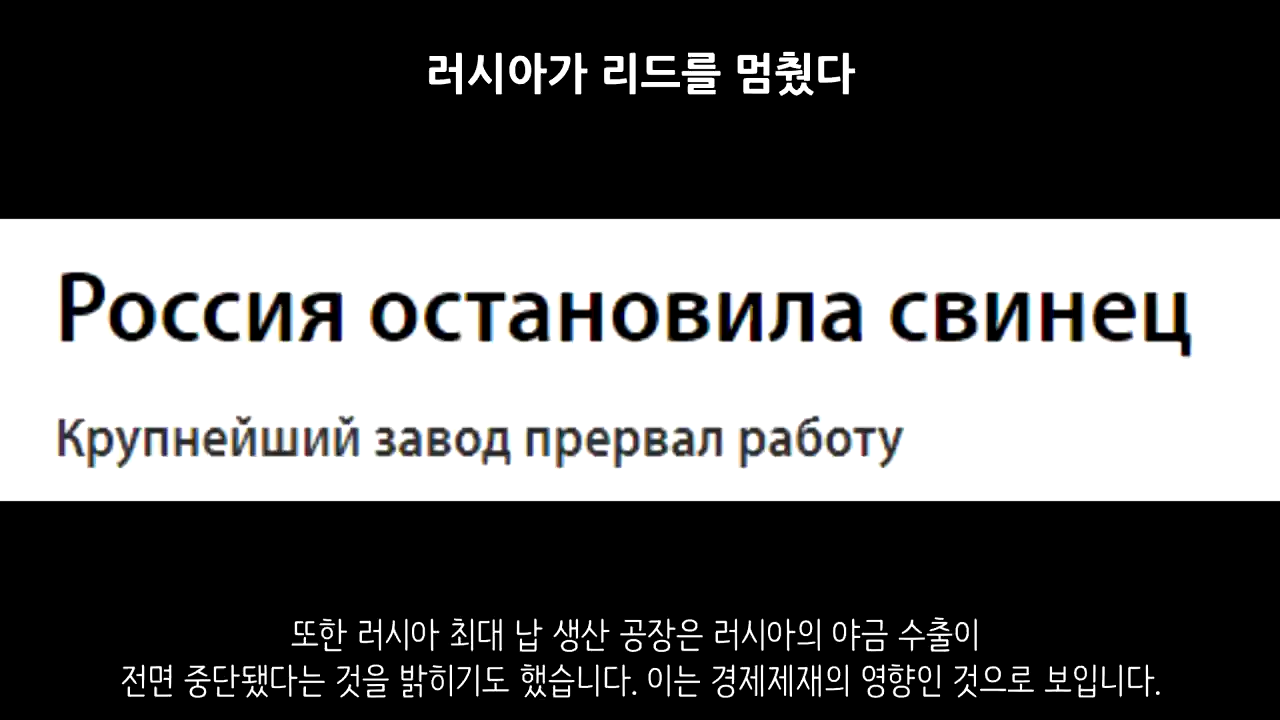 러시아가 리드를 멈췄다
Россия остановила свинец
Крупнейший завод прервал работу
또한 러시아 최대 납 생산 공장은 러시아의 야금 수출이
전면 중단됐다는 것을 밝히기도 했습니다. 이는 경제제재의 영향인 것으로 보입니다.